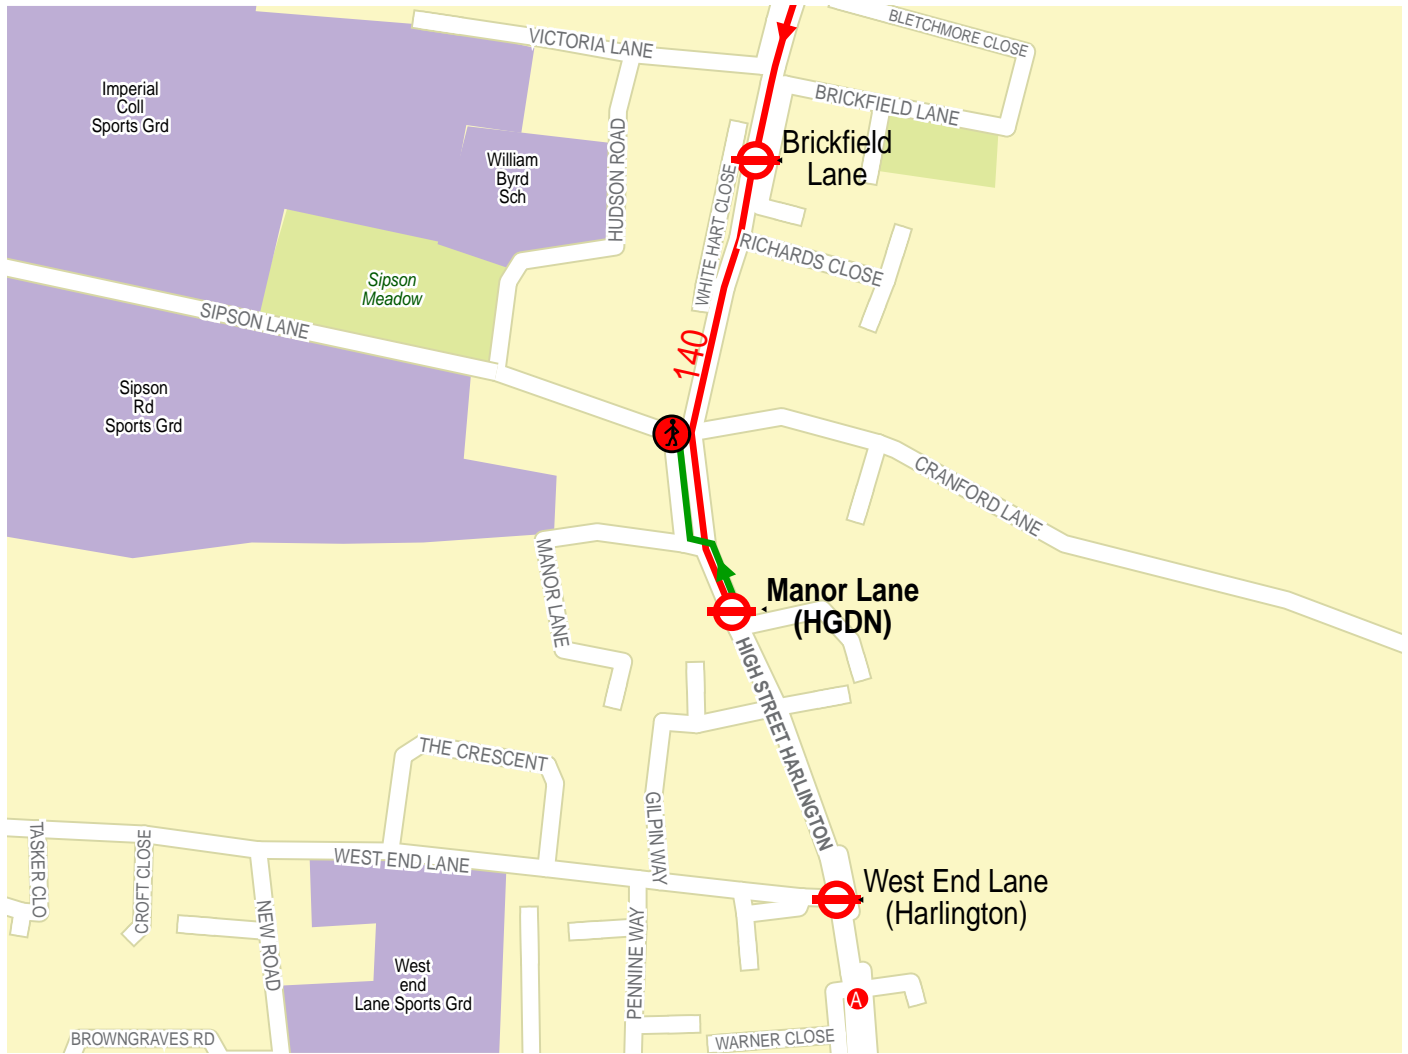 BLETCHMORE CLOSE
VICTORIA LANE
Imperial
Coll
Sports Grd
BRICKFIELD LANE
Brickfield
Lane
William
Byrd
Sch
HUDSON ROAD
WHITE HART CLOSE
RICHARDS CLOSE
Sipson
Meadow
SIPSON LANE
140
Sipson
Rd
Sports Grd
CRANFORD LANE
MANOR LANE
Manor Lane
(HGDN)
HIGH STREET HARLINGTON
THE CRESCENT
GILPIN WAY
TASKER CLO
CROFT CLOSE
WEST END LANE
West End Lane
(Harlington)
NEW ROAD
PENNINE WAY
West
end
Lane Sports Grd
A
BROWNGRAVES RD
WARNER CLOSE